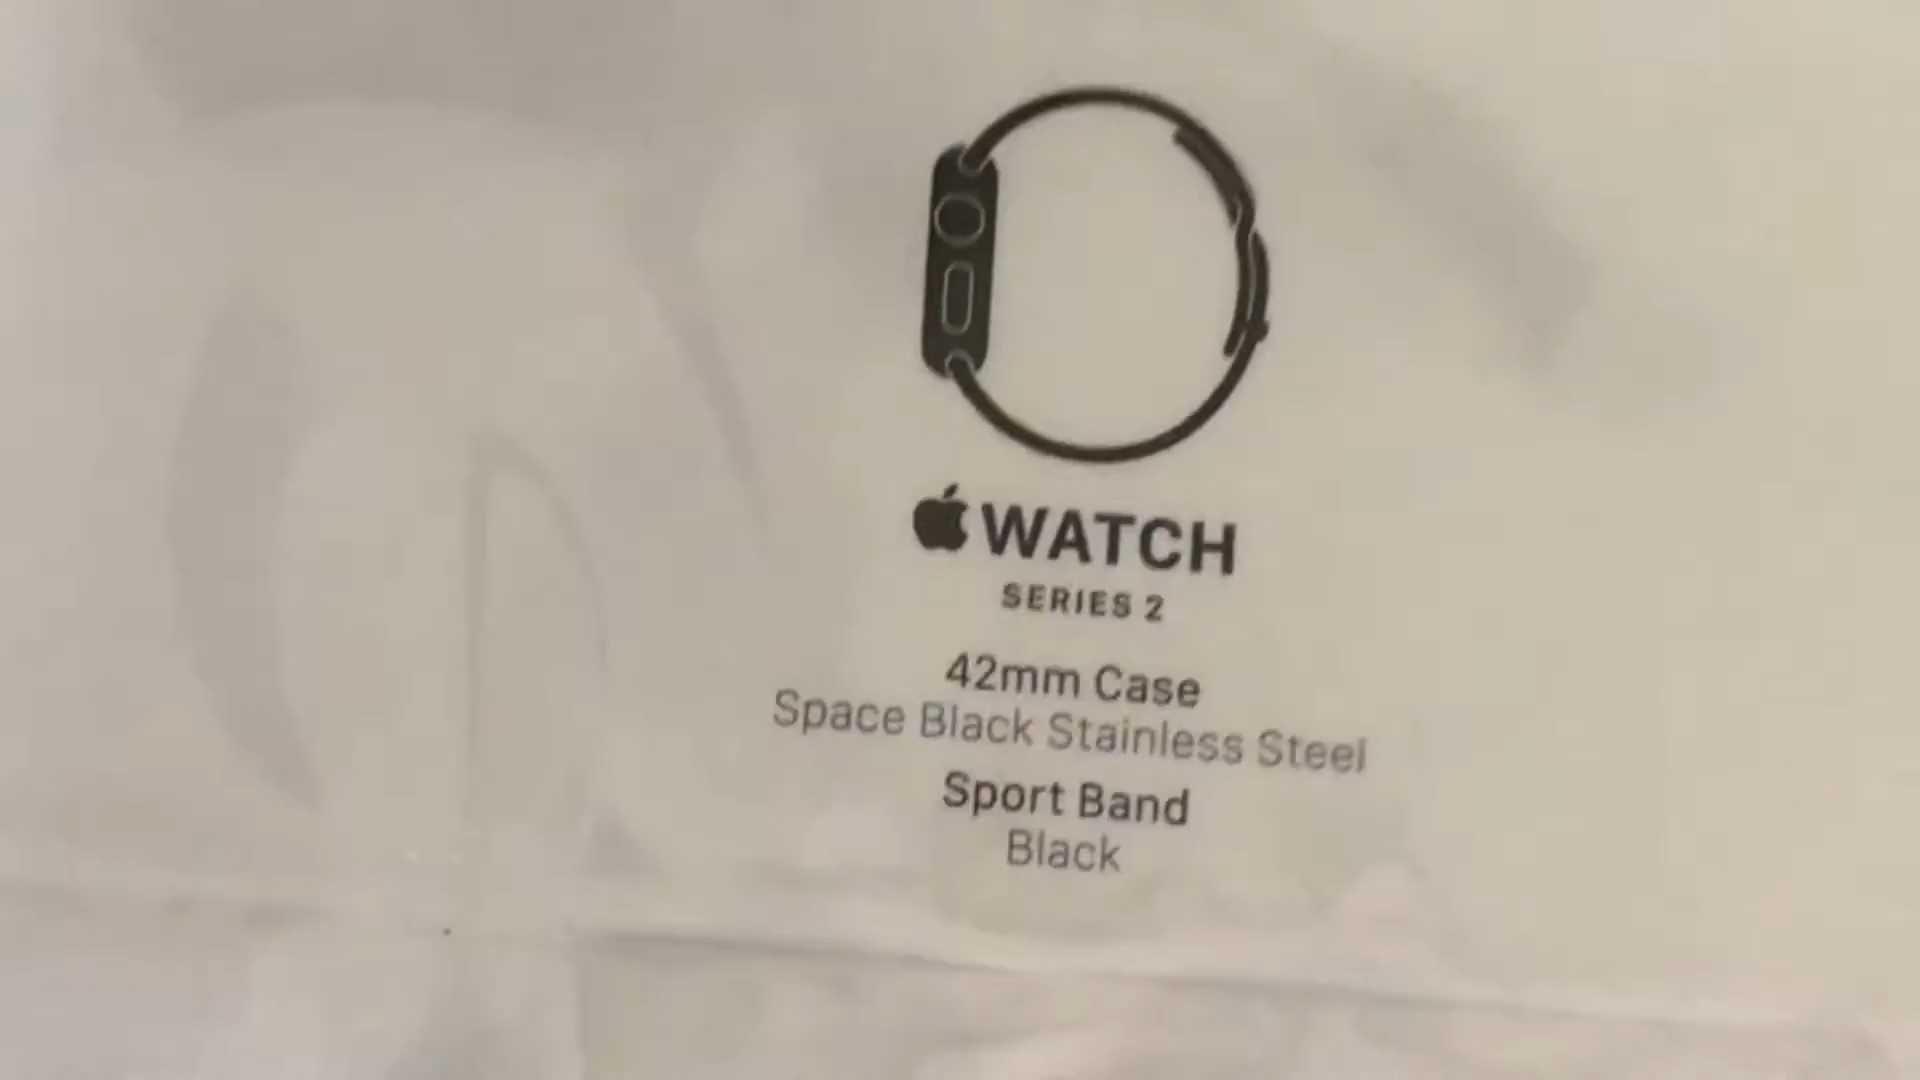 WATCH
SERIES 2
42mm Case
Space Black Stainless Steel
Sport Band
Black